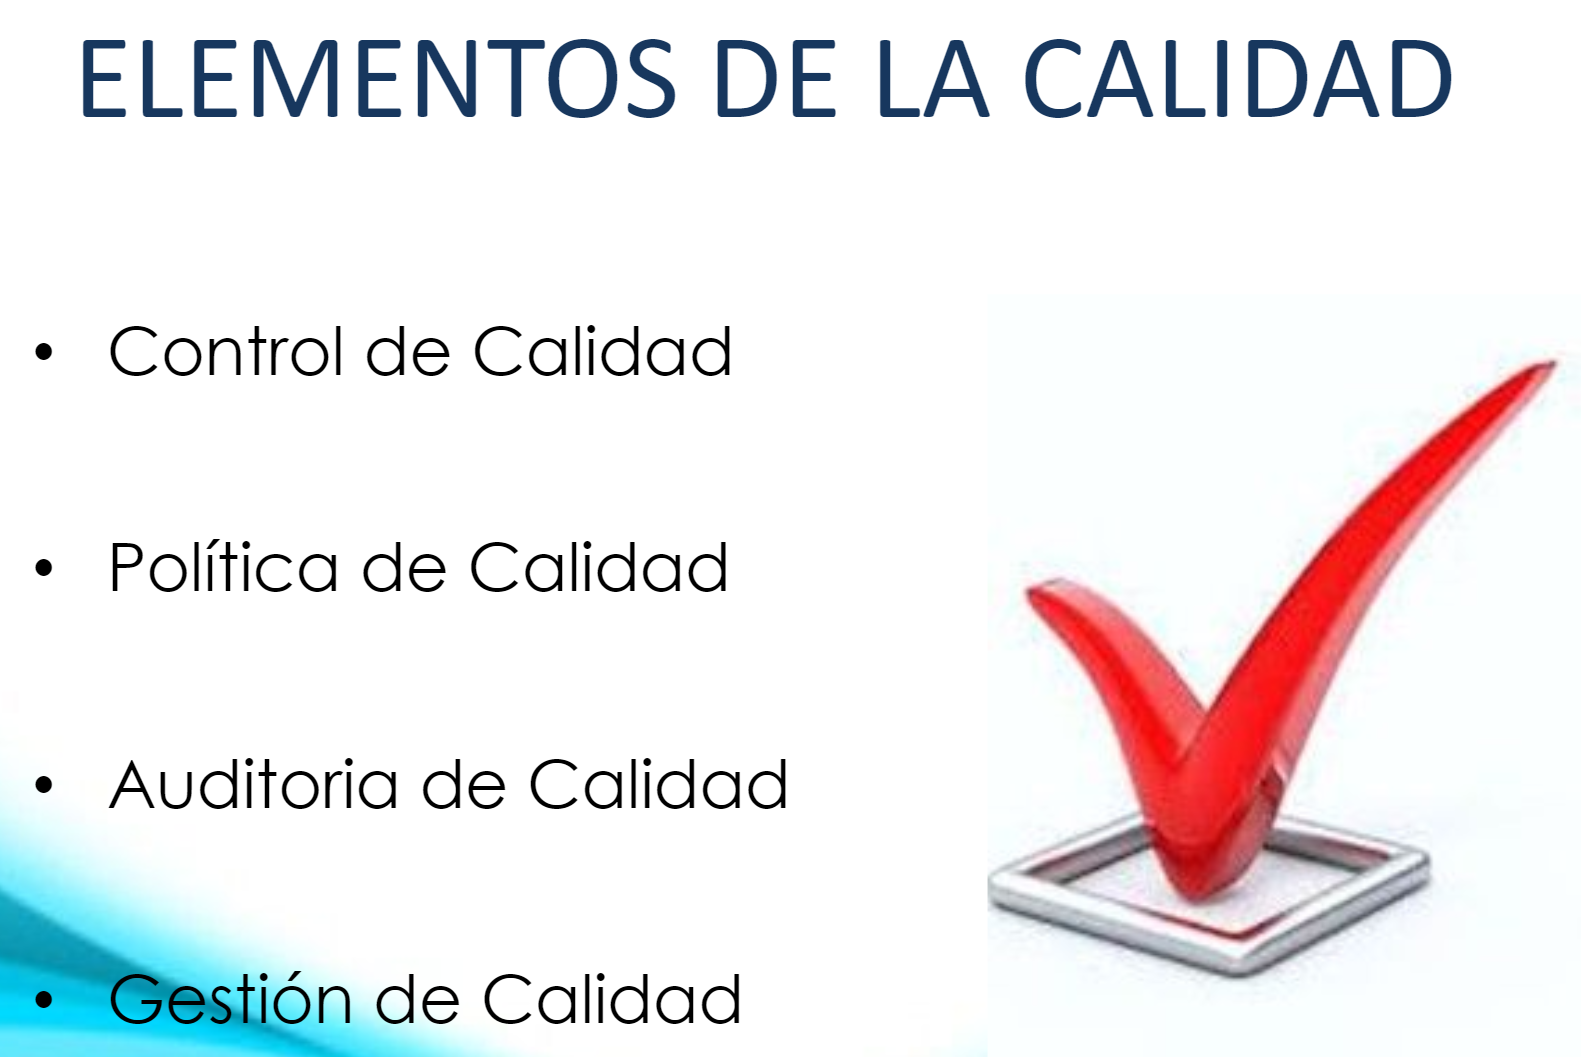 ELEMENTOS DE LA CALIDAD
• Control de Calidad
• Política de Calidad
• Auditoria de Calidad
• Gestión de Calidad